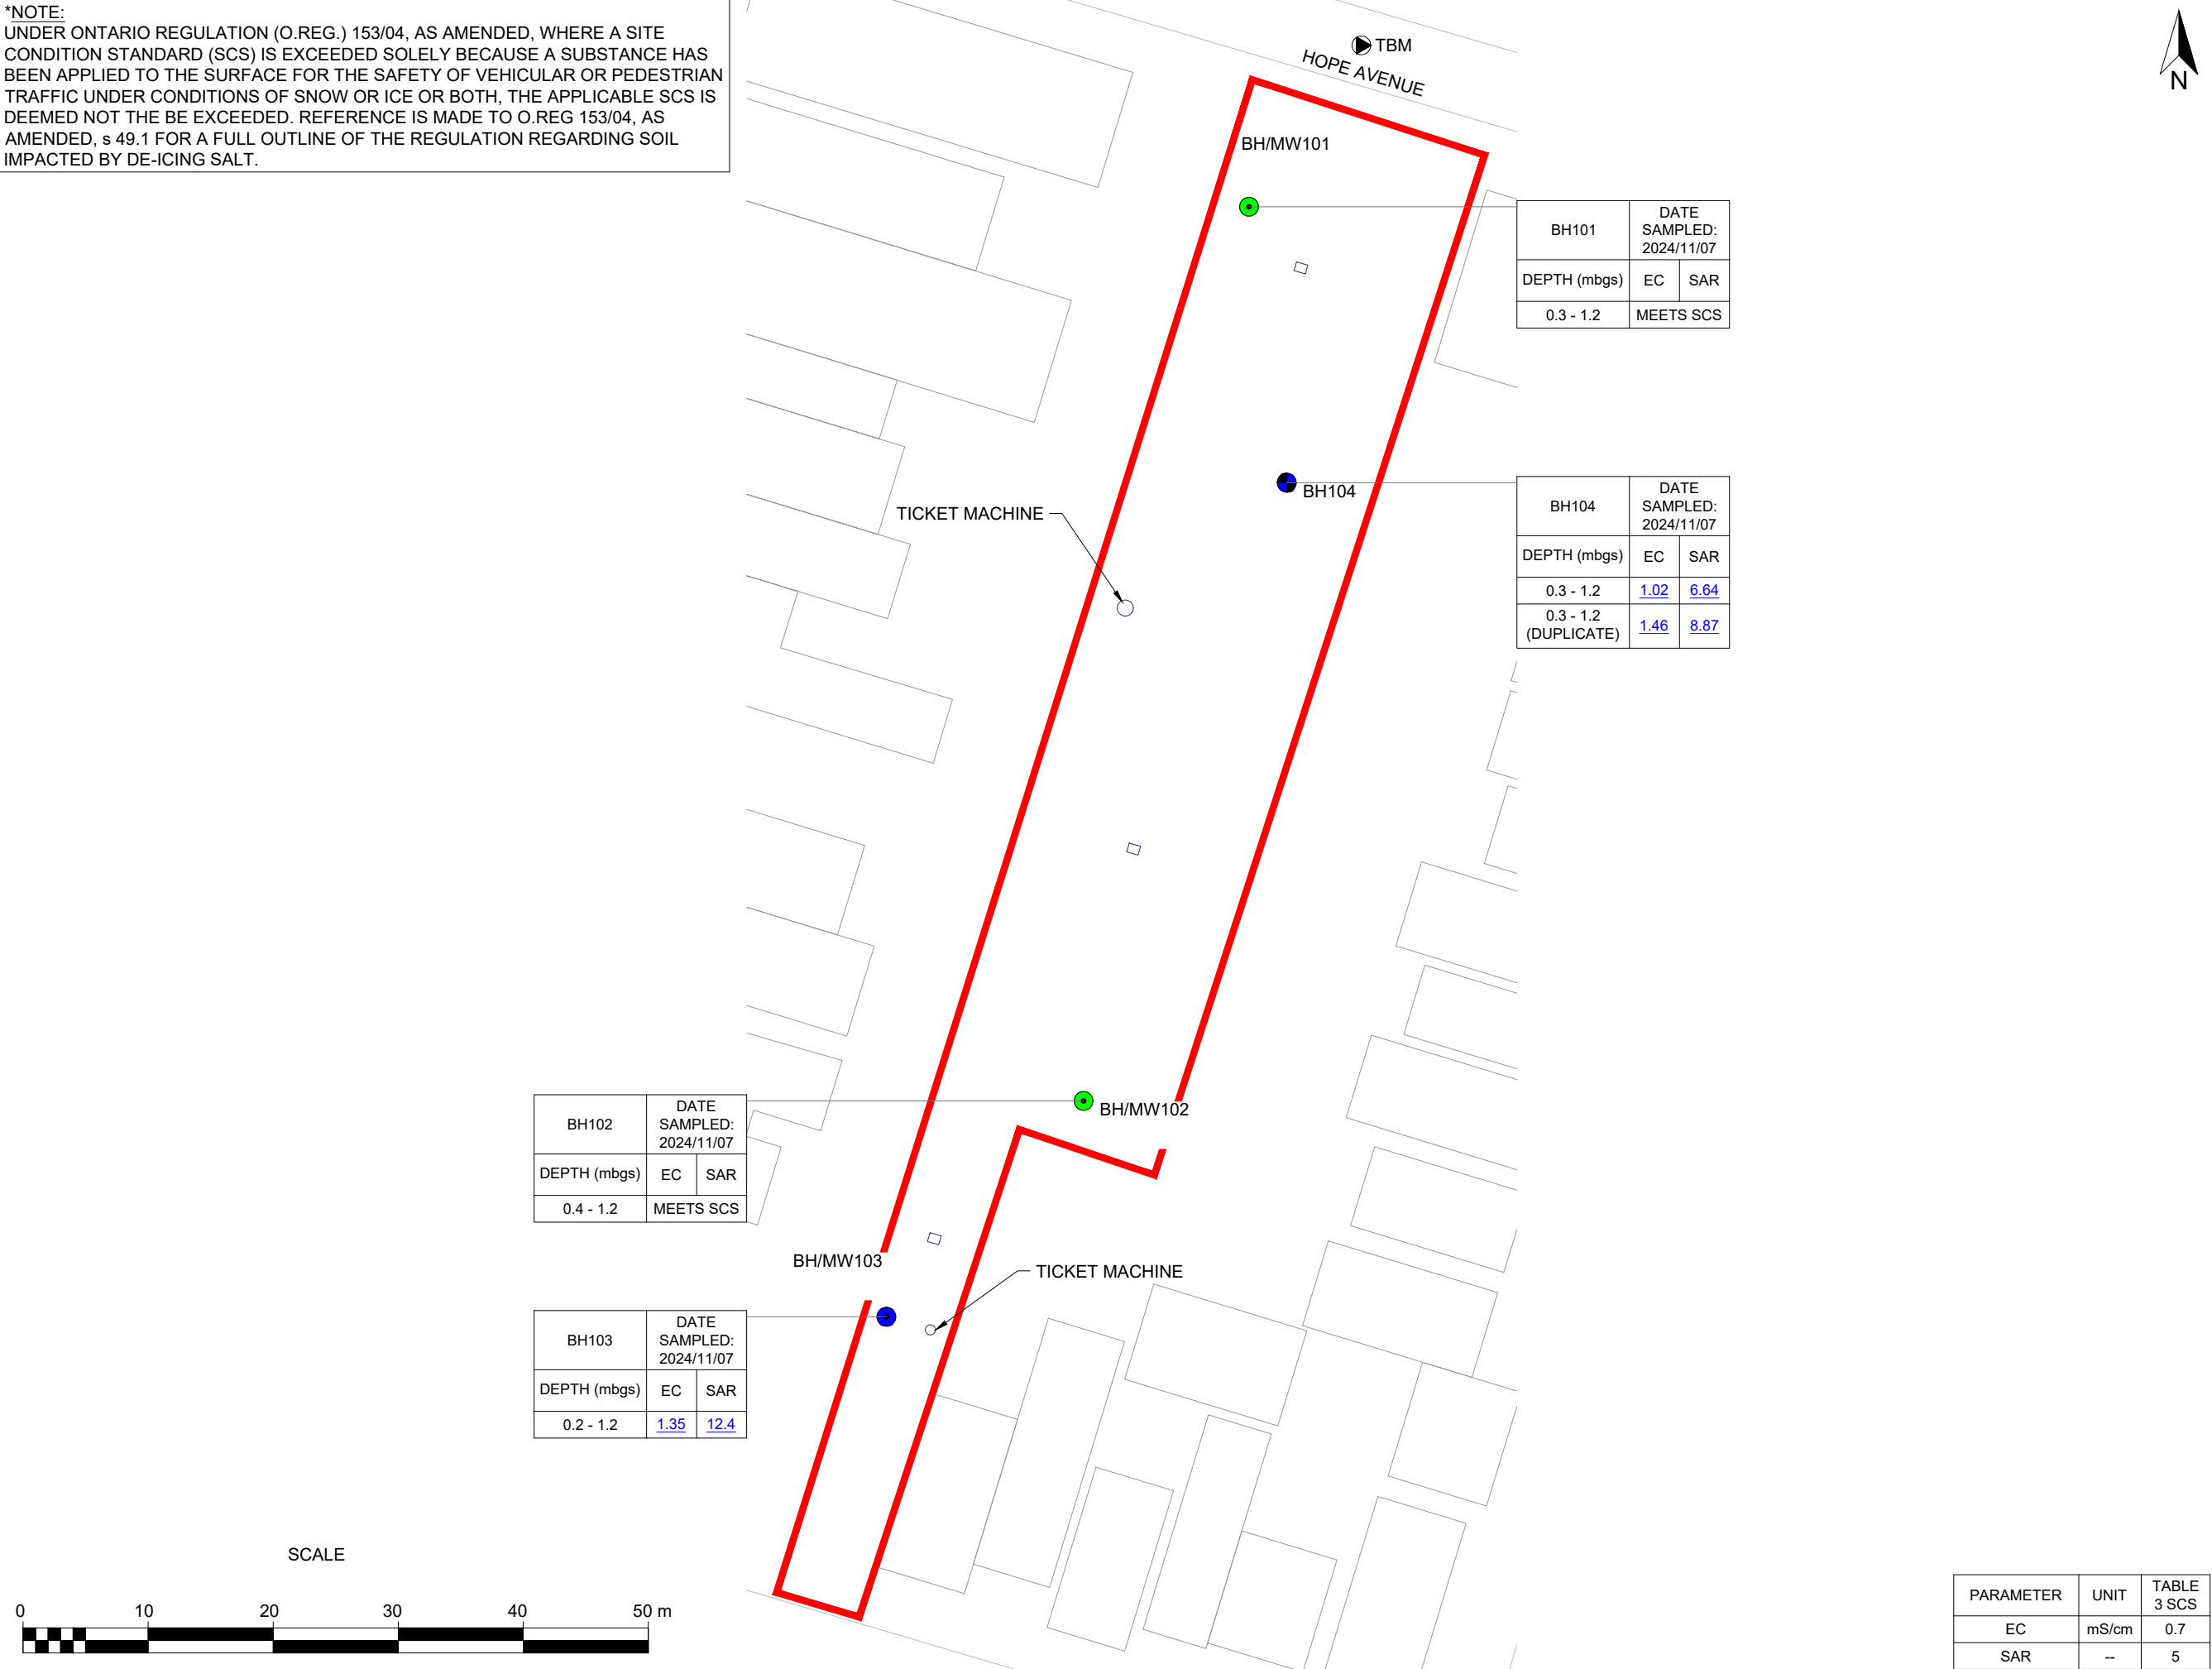 *NOTE:
UNDER ONTARIO REGULATION (O.REG.) 153/04, AS AMENDED, WHERE A SITE
CONDITION STANDARD (SCS) IS EXCEEDED SOLELY BECAUSE A SUBSTANCE HAS
BEEN APPLIED TO THE SURFACE FOR THE SAFETY OF VEHICULAR OR PEDESTRIAN
TRAFFIC UNDER CONDITIONS OF SNOW OR ICE OR BOTH, THE APPLICABLE SCS IS
DEEMED NOT THE BE EXCEEDED. REFERENCE IS MADE TO O.REG 153/04, AS
AMENDED, s 49.1 FOR A FULL OUTLINE OF THE REGULATION REGARDING SOIL
IMPACTED BY DE-ICING SALT.
TBM
HOPE AVENUE
N
BH/MW101
BH101
DATE
SAMPLED:
2024/11/07
DEPTH (mbgs) EC SAR
0.3 - 1.2 MEETS SCS
BH104
TICKET MACHINE
BH104
DATE
SAMPLED:
2024/11/07
DEPTH (mbgs) EC SAR
0.3 - 1.2 1.02 6.64
0.3 - 1.2
(DUPLICATE) 1.46 8.87
BH/MW102
BH102
DATE
SAMPLED:
2024/11/07
DEPTH (mbgs) EC SAR
0.4 - 1.2 MEETS SCS
BH/MW103
TICKET MACHINE
BH103
DATE
SAMPLED:
2024/11/07
DEPTH (mbgs) EC SAR
0.2 - 1.2 1.35 12.4
SCALE
0 10 20 30 40 50 m
PARAMETER UNIT TABLE
3 SCS
EC mS/cm 0.7
SAR -- 5